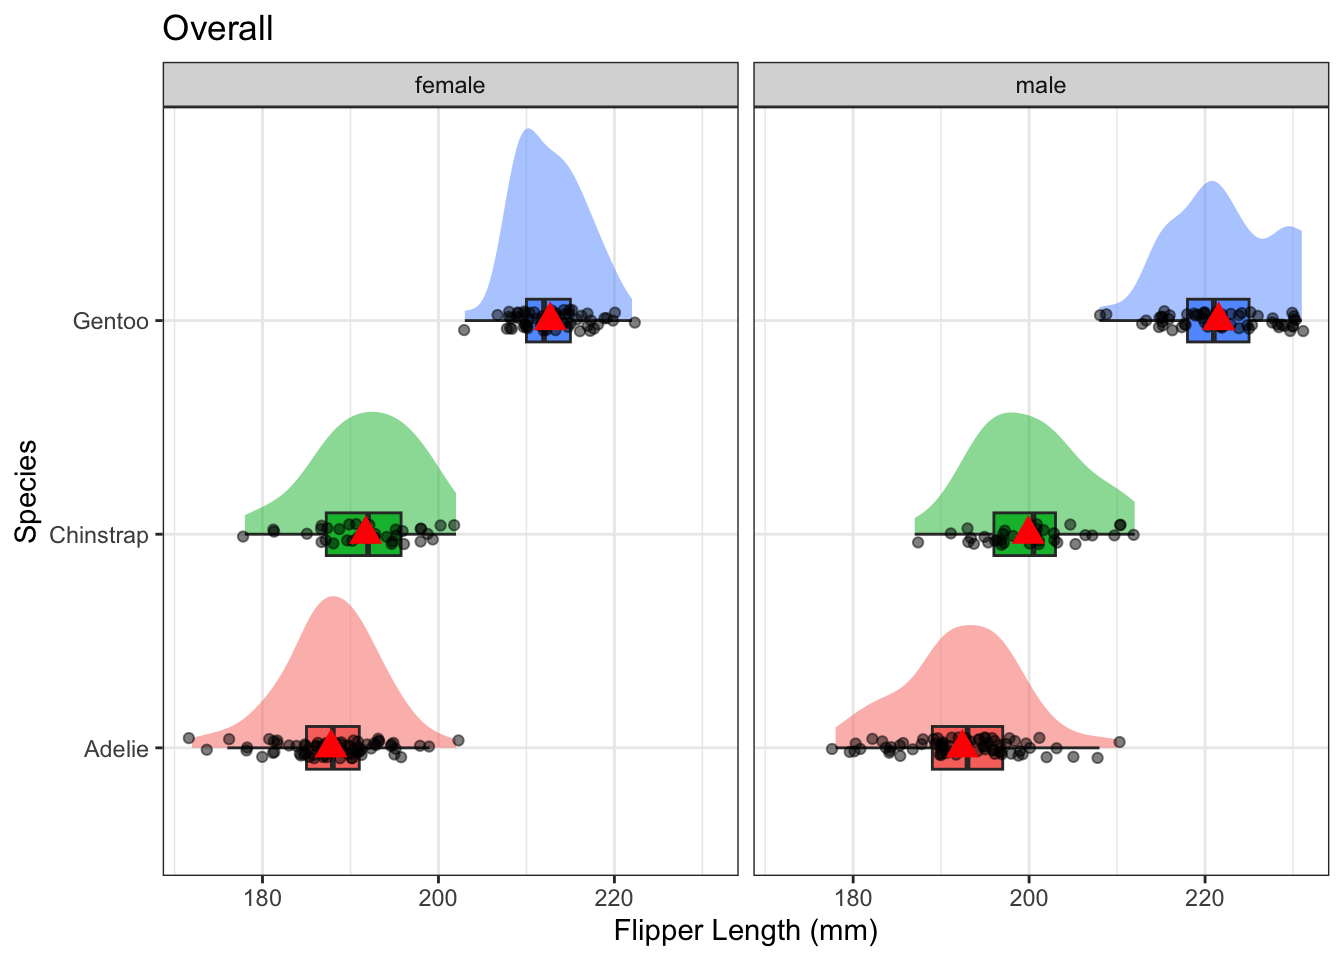 Overall
female
male
Species
Gentoo
Chinstrap
Adelie
180 200 220
180 200 220
Flipper Length (mm)